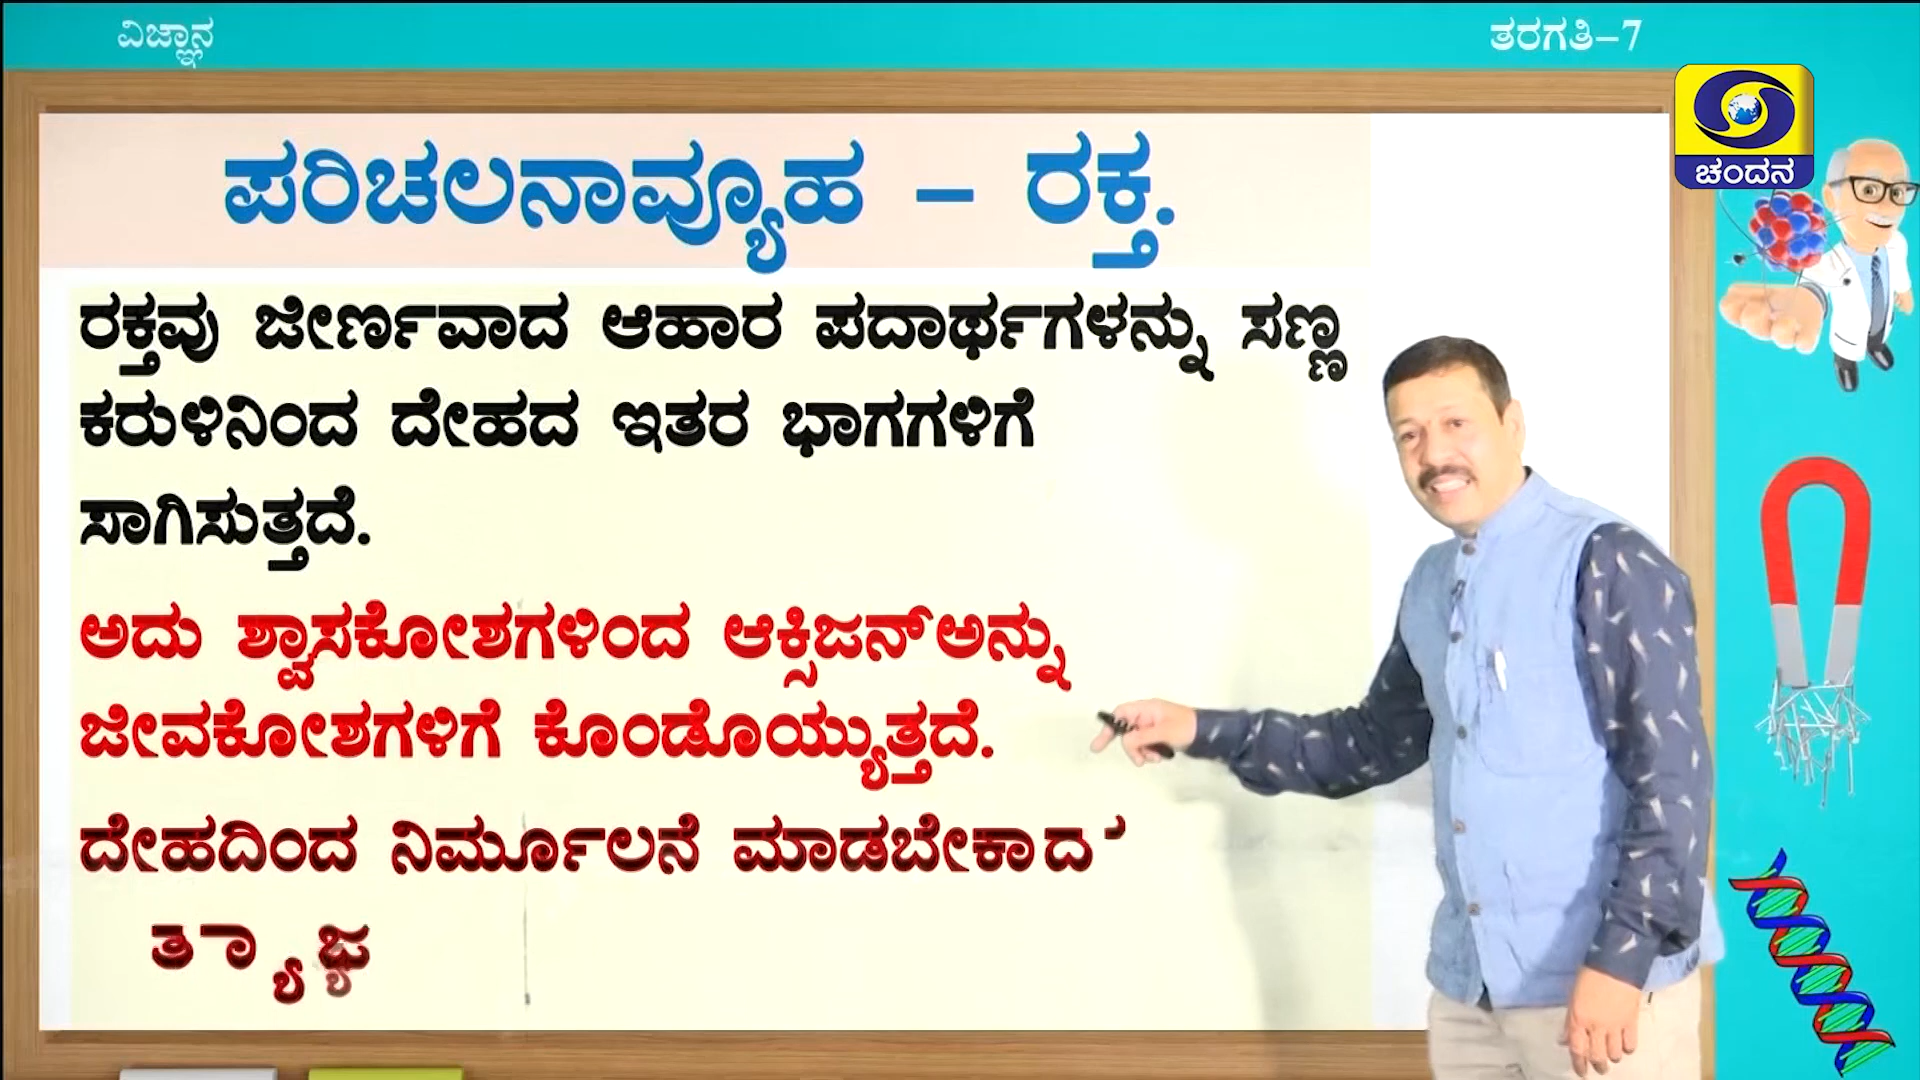 ವಿಜ್ಞಾನ
ತರಗತಿ–7
ಚಂದನ
ಪರಿಚಲನಾವ್ಯೂಹ – ರಕ್ತ.
ರಕ್ತವು ಜೀರ್ಣವಾದ ಆಹಾರ ಪದಾರ್ಥಗಳನ್ನು ಸಣ್ಣ
ಕರುಳಿನಿಂದ ದೇಹದ ಇತರ ಭಾಗಗಳಿಗೆ
ಸಾಗಿಸುತ್ತದೆ.
ಅದು ಶ್ವಾಸಕೋಶಗಳಿಂದ ಆಕ್ಸಿಜನ್ಅನ್ನು
ಜೀವಕೋಶಗಳಿಗೆ ಕೊಂಡೊಯ್ಯುತ್ತದೆ.
ದೇಹದಿಂದ ನಿರ್ಮೂಲನೆ ಮಾಡಬೇಕಾದ